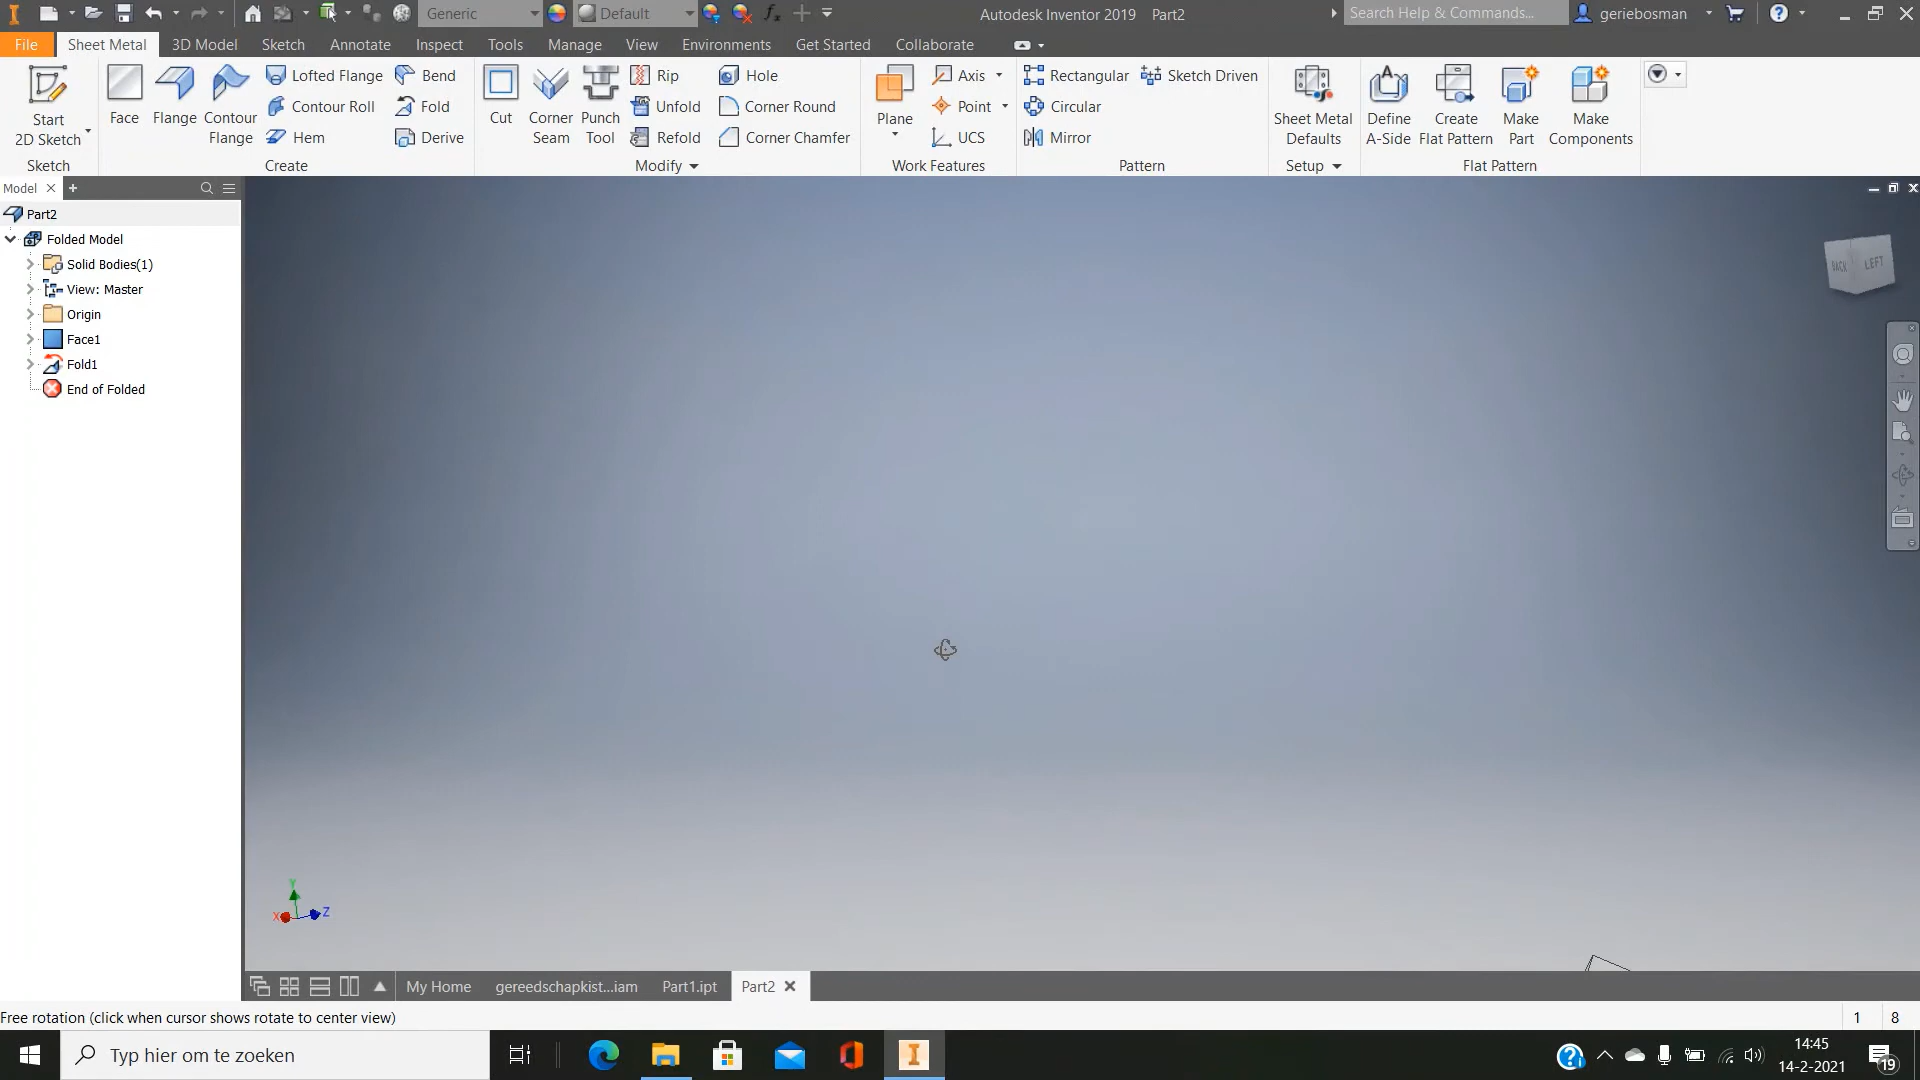 Generic
Default
Autodesk Inventor 2019 Part2
Search Help & Commands...
geriebosman
File
Sheet Metal
3D Model
Sketch
Annotate
Inspect
Tools
Manage
View
Environments
Get Started
Collaborate
Start
2D Sketch
Face
Flange
Contour
Flange
Lofted Flange
Contour Roll
Hem
Bend
Fold
Derive
Cut
Corner
Seam
Punch
Tool
Rip
Unfold
Refold
Hole
Corner Round
Corner Chamfer
Plane
Axis
Point
UCS
Rectangular
Circular
Mirror
Sketch Driven
Sheet Metal
Defaults
Define
A-Side
Create
Flat Pattern
Make
Part
Make
Components
Sketch
Create
Modify
Work Features
Pattern
Setup
Flat Pattern
Model
Part2
Folded Model
Solid Bodies(1)
View: Master
Origin
Face1
Fold1
End of Folded
BACK
LEFT
Y
X
Z
My Home
gereedschapkist...iam
Part1.ipt
Part2
Free rotation (click when cursor shows rotate to center view)
1
8
Typ hier om te zoeken
14:45
14-2-2021
19